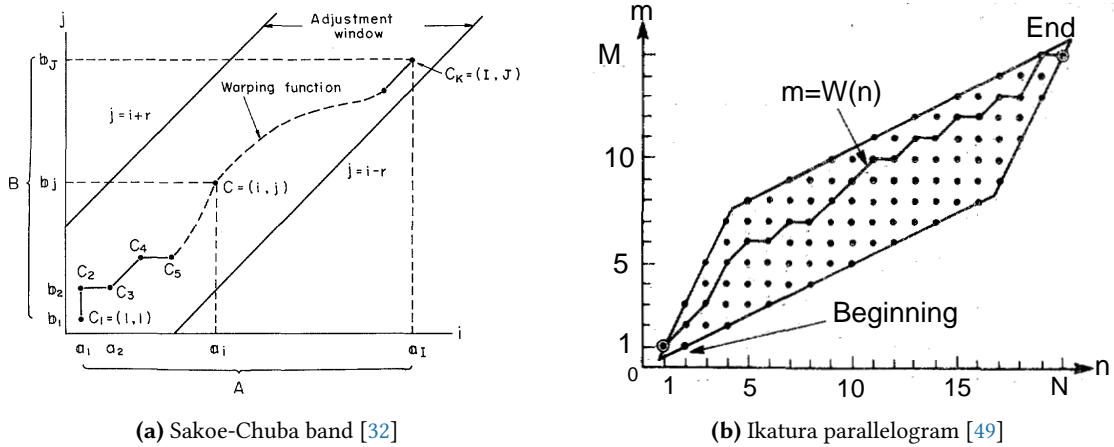 j
Adjustment
window
b_J
C_K=(I,J)
Warping function
j=i+r
j=i-r
B
b_j
C=(i,j)
C_4
C_5
C_2
C_3
b_2
b_1
C_1=(1,1)
i
a_1 a_2 a_i a_I
A
(a) Sakoe-Chuba band [32]
m
End
M
m=W(n)
10
5
Beginning
1
0
1 5 10 15 N n
(b) Ikatura parallelogram [49]